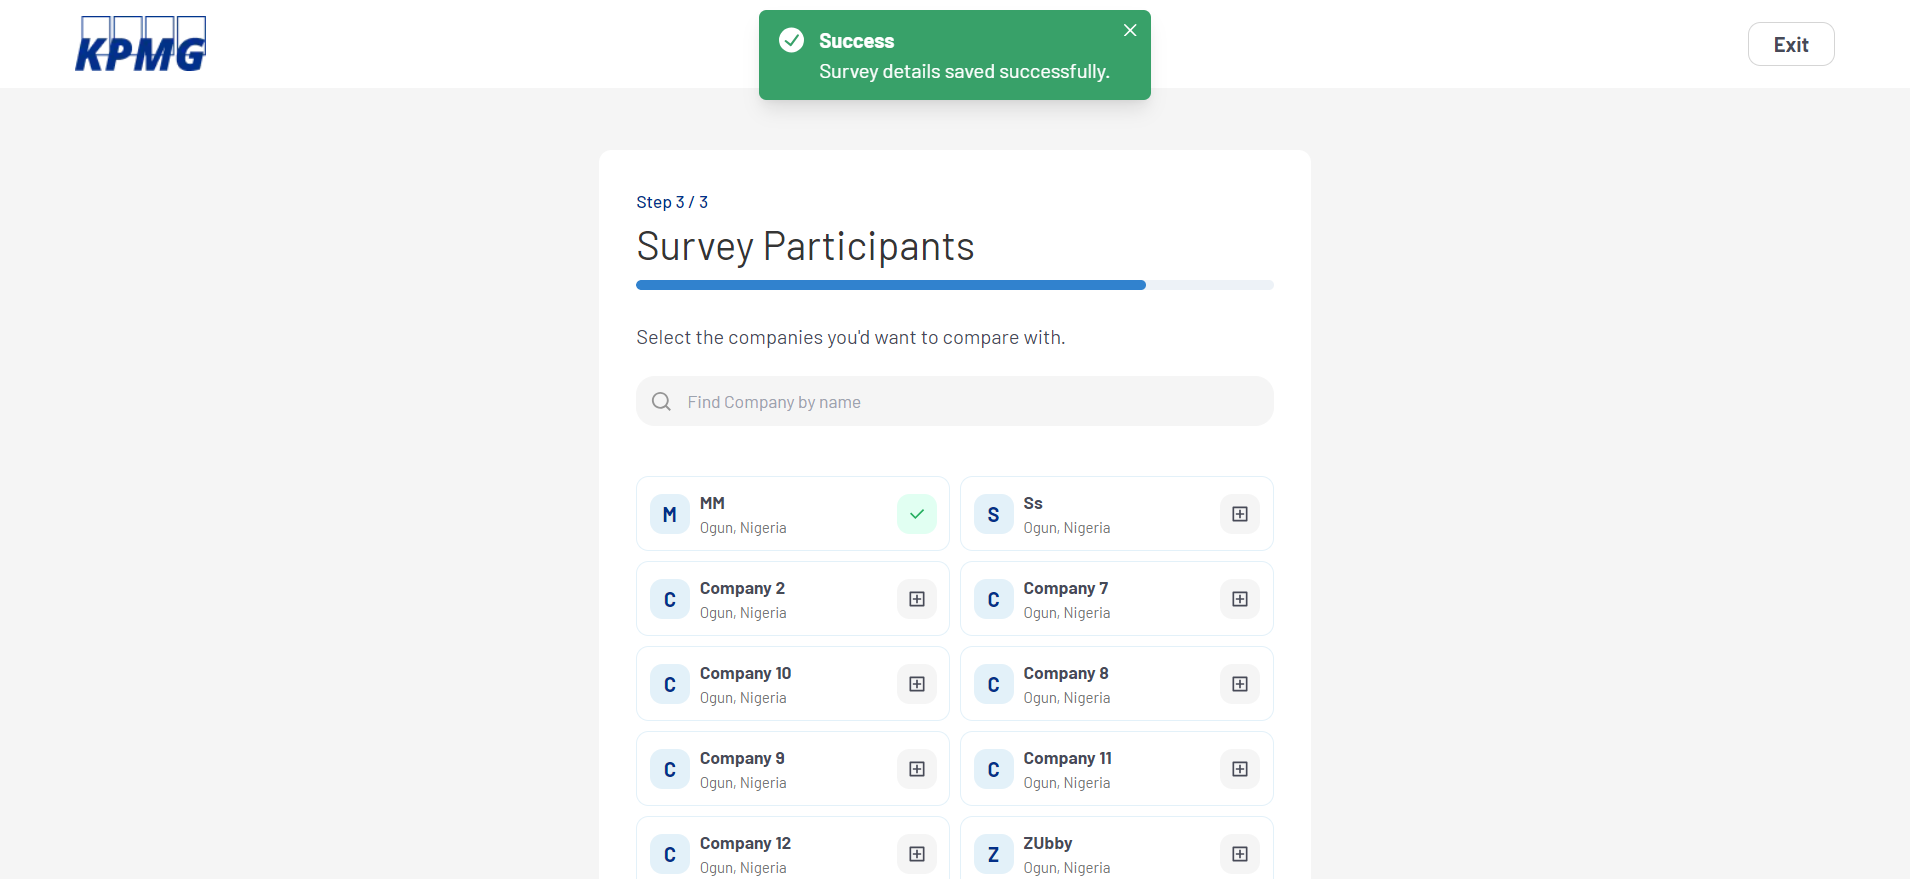 KPMG
Success
Survey details saved successfully.
Exit
Step 3 / 3
Survey Participants
Select the companies you'd want to compare with.
Find Company by name
M
MM
Ogun, Nigeria
S
Ss
Ogun, Nigeria
C
Company 2
Ogun, Nigeria
C
Company 7
Ogun, Nigeria
C
Company 10
Ogun, Nigeria
C
Company 8
Ogun, Nigeria
C
Company 9
Ogun, Nigeria
C
Company 11
Ogun, Nigeria
C
Company 12
Ogun, Nigeria
Z
ZUbby
Ogun, Nigeria